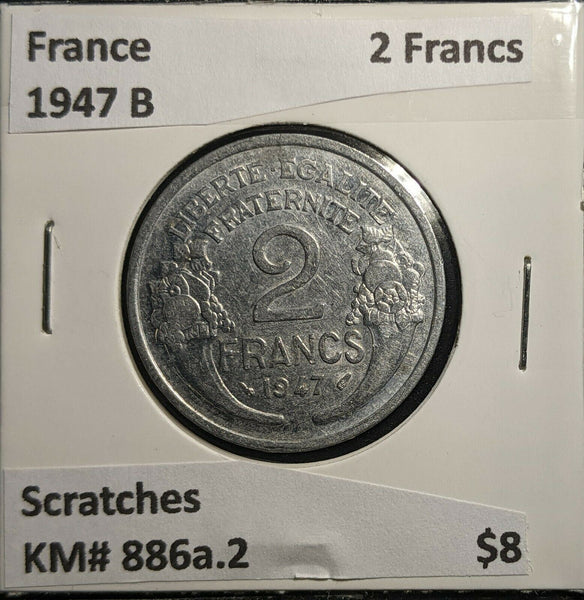 France 2 Francs
1947 B
LIBERTE·EGALITE
FRATERNITE
2
FRANCS
1947
Scratches
KM# 886a.2 $8